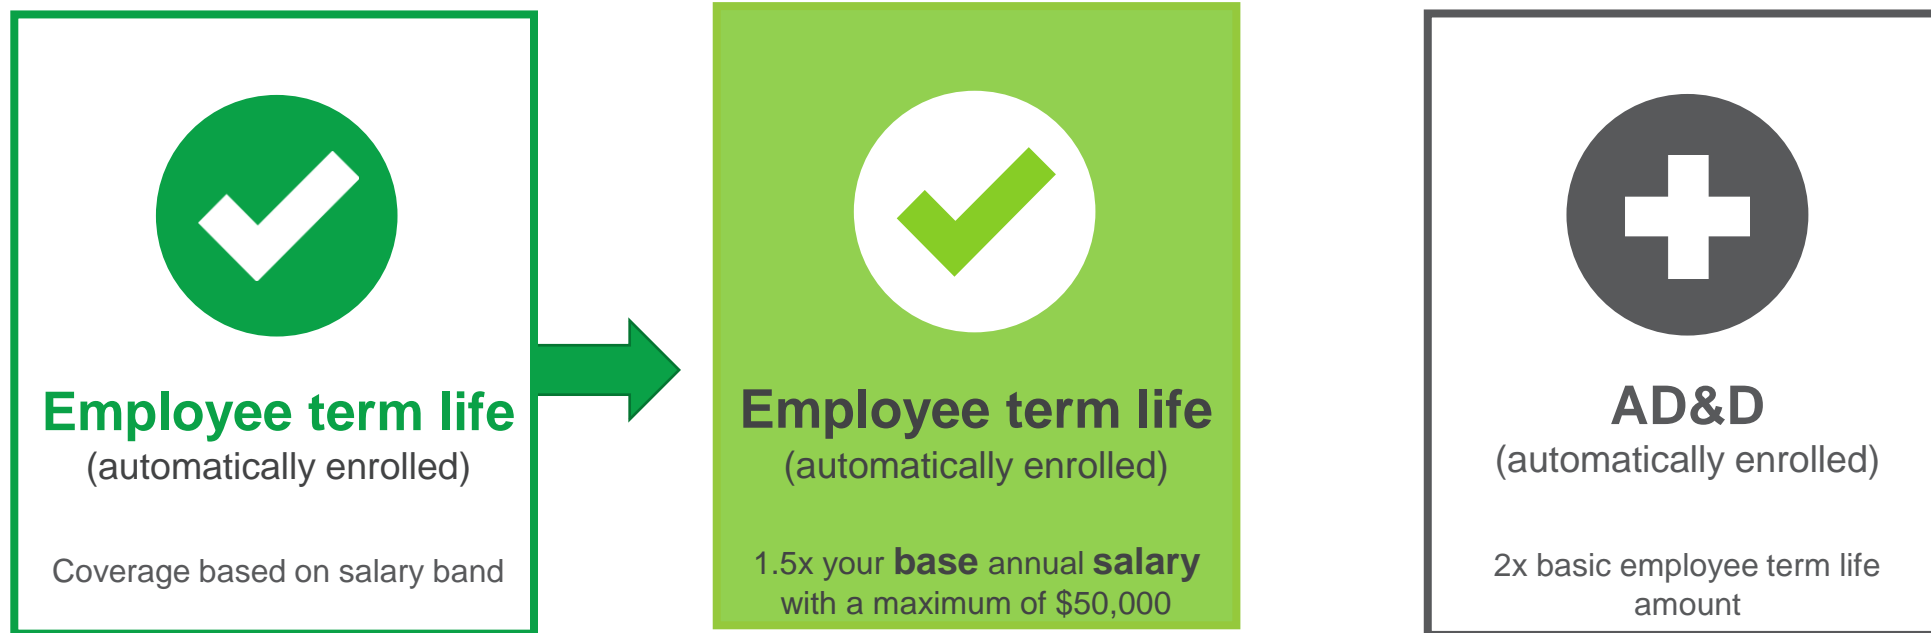 Employee term life
(automatically enrolled)
Coverage based on salary band
Employee term life
(automatically enrolled)
1.5x your base annual salary
with a maximum of $50,000
AD&D
(automatically enrolled)
2x basic employee term life
amount